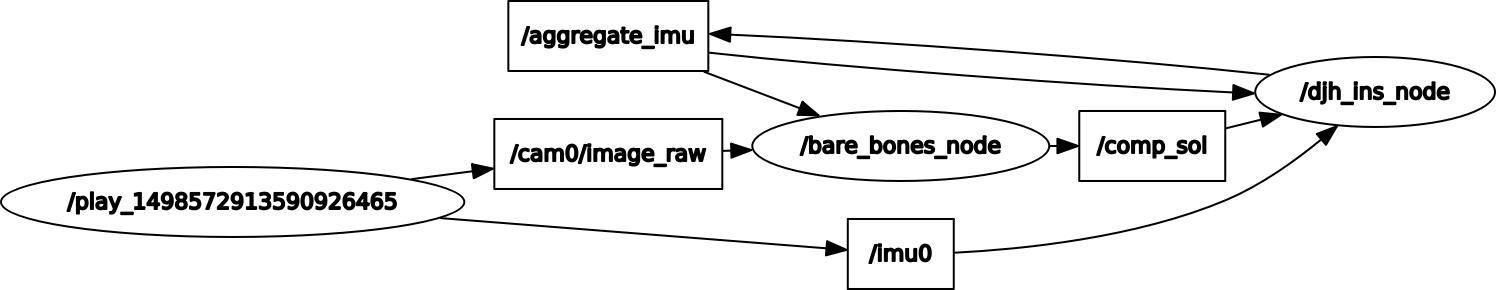 /aggregate_imu
/djh_ins_node
/cam0/image_raw
/bare_bones_node
/comp_sol
/play_1498572913590926465
/imu0